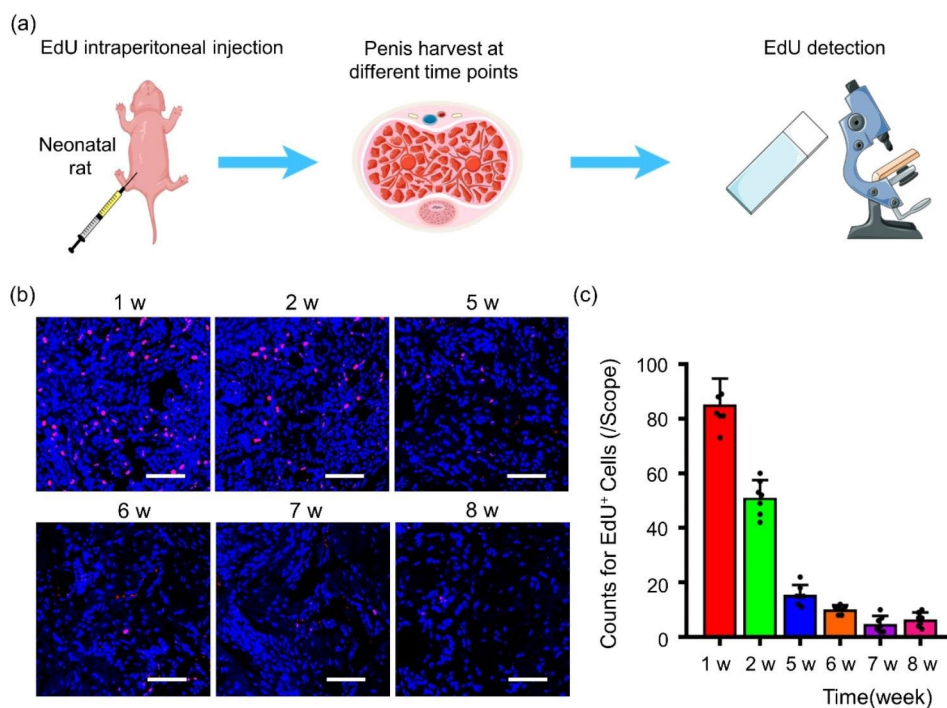 (a)
EdU intraperitoneal injection
Penis harvest at
different time points
EdU detection
Neonatal
rat
(b)
1 w
2 w
5 w
6 w
7 w
8 w
(c)
Counts for EdU⁺ Cells (/Scope)
100
80
60
40
20
0
1 w
2 w
5 w
6 w
7 w
8 w
Time(week)